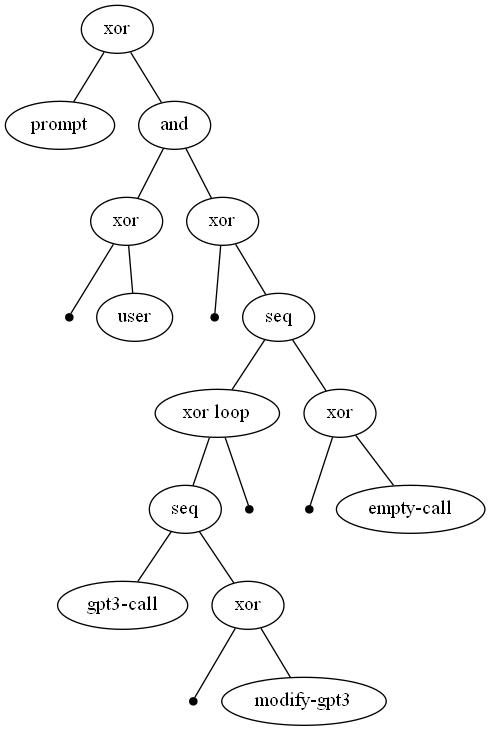 xor
prompt
and
xor
xor
user
seq
xor loop
xor
seq
empty-call
gpt3-call
xor
modify-gpt3